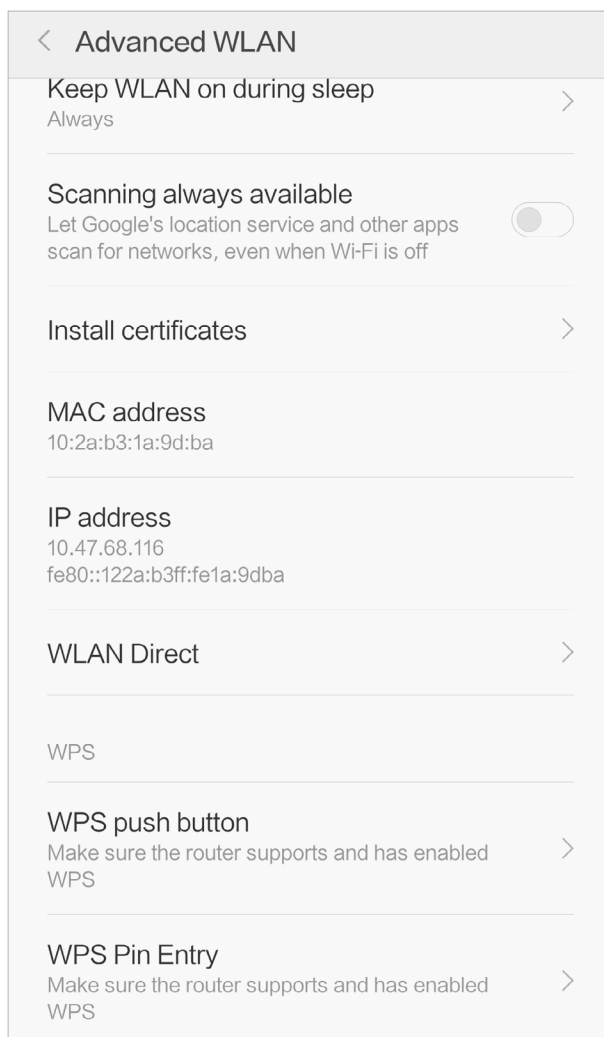 Advanced WLAN
Keep WLAN on during sleep
Always
Scanning always available
Let Google's location service and other apps
scan for networks, even when Wi-Fi is off
Install certificates
MAC address
10:2a:b3:1a:9d:ba
IP address
10.47.68.116
fe80::122a:b3ff:fe1a:9dba
WLAN Direct
WPS
WPS push button
Make sure the router supports and has enabled
WPS
WPS Pin Entry
Make sure the router supports and has enabled
WPS